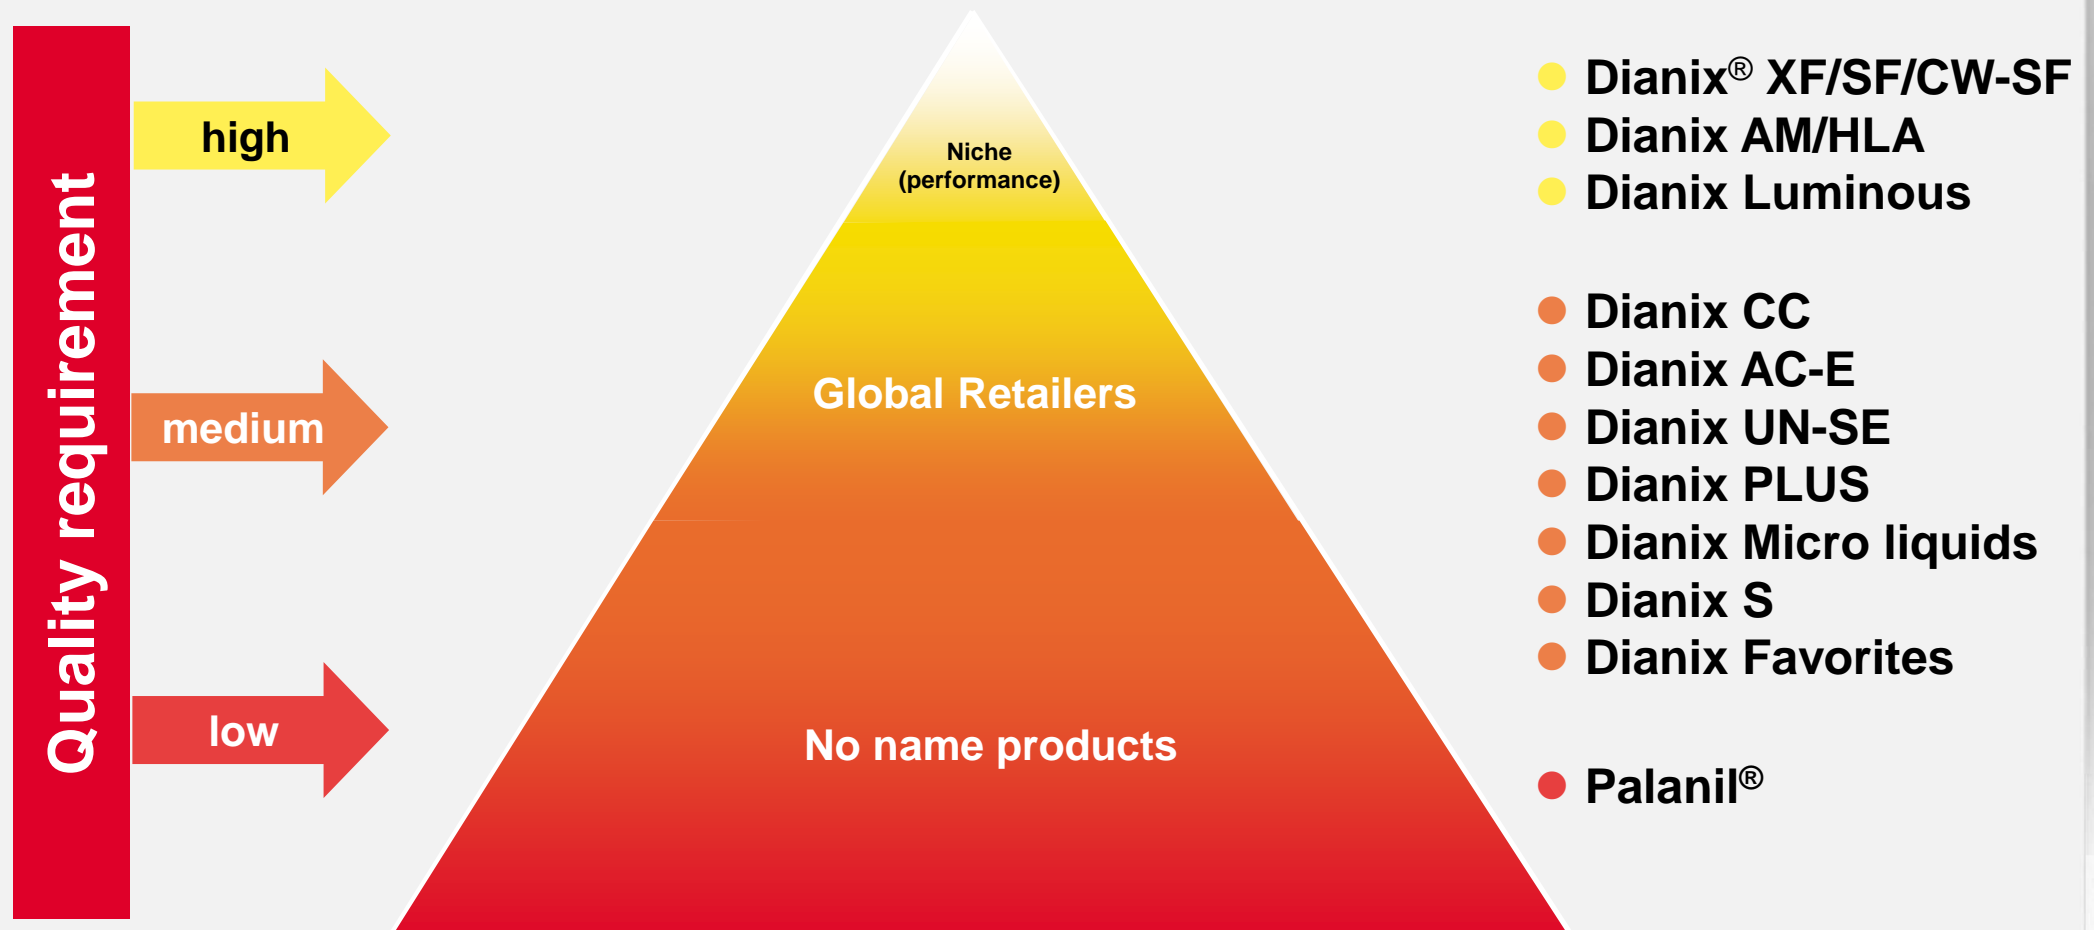 Quality requirement
high
medium
low
Niche
(performance)
Global Retailers
No name products
Dianix® XF/SF/CW-SF
Dianix AM/HLA
Dianix Luminous
Dianix CC
Dianix AC-E
Dianix UN-SE
Dianix PLUS
Dianix Micro liquids
Dianix S
Dianix Favorites
Palanil®